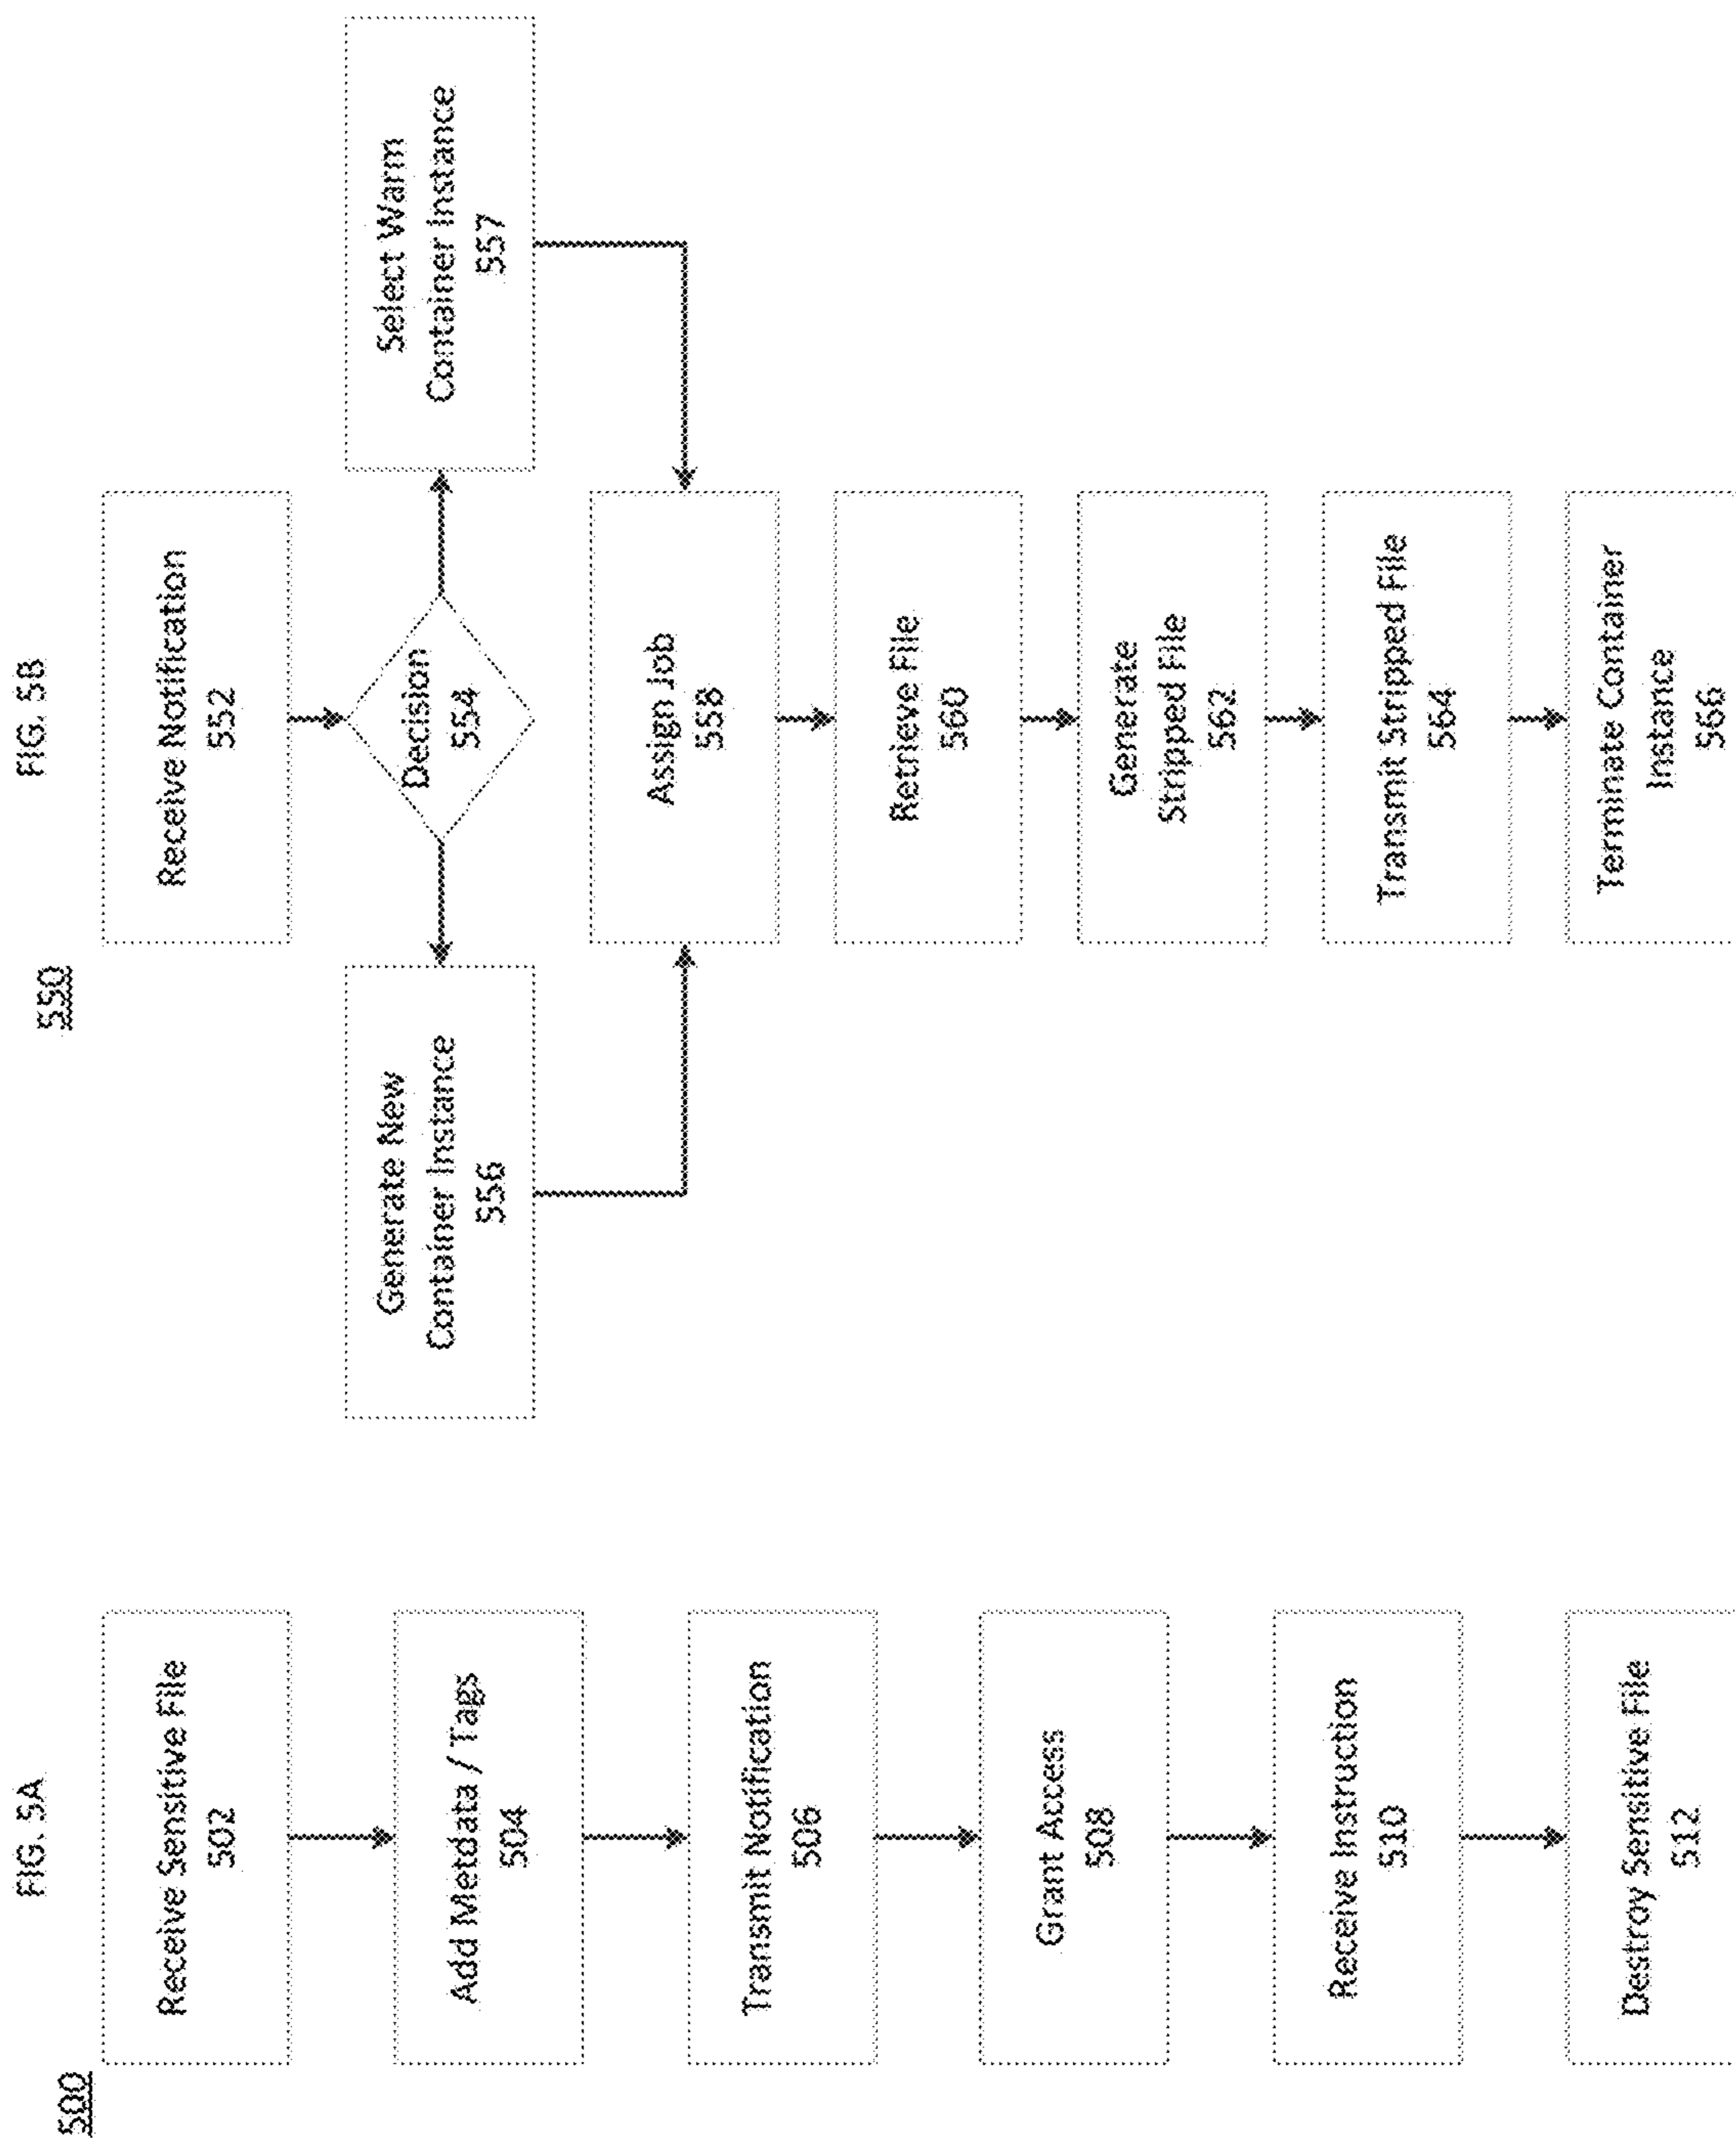 FIG. 5A
500
Receive Sensitive File
502
Add Metdata / Tags
504
Transmit Notification
506
Grant Access
508
Receive Instruction
510
Destroy Sensitive File
512
FIG. 5B
550
Receive Notification
552
Decision
554
Generate New
Container Instance
556
Select Warm
Container Instance
557
Assign Job
558
Retrieve File
560
Generate
Stripped File
562
Transmit Stripped File
564
Terminate Container
Instance
566